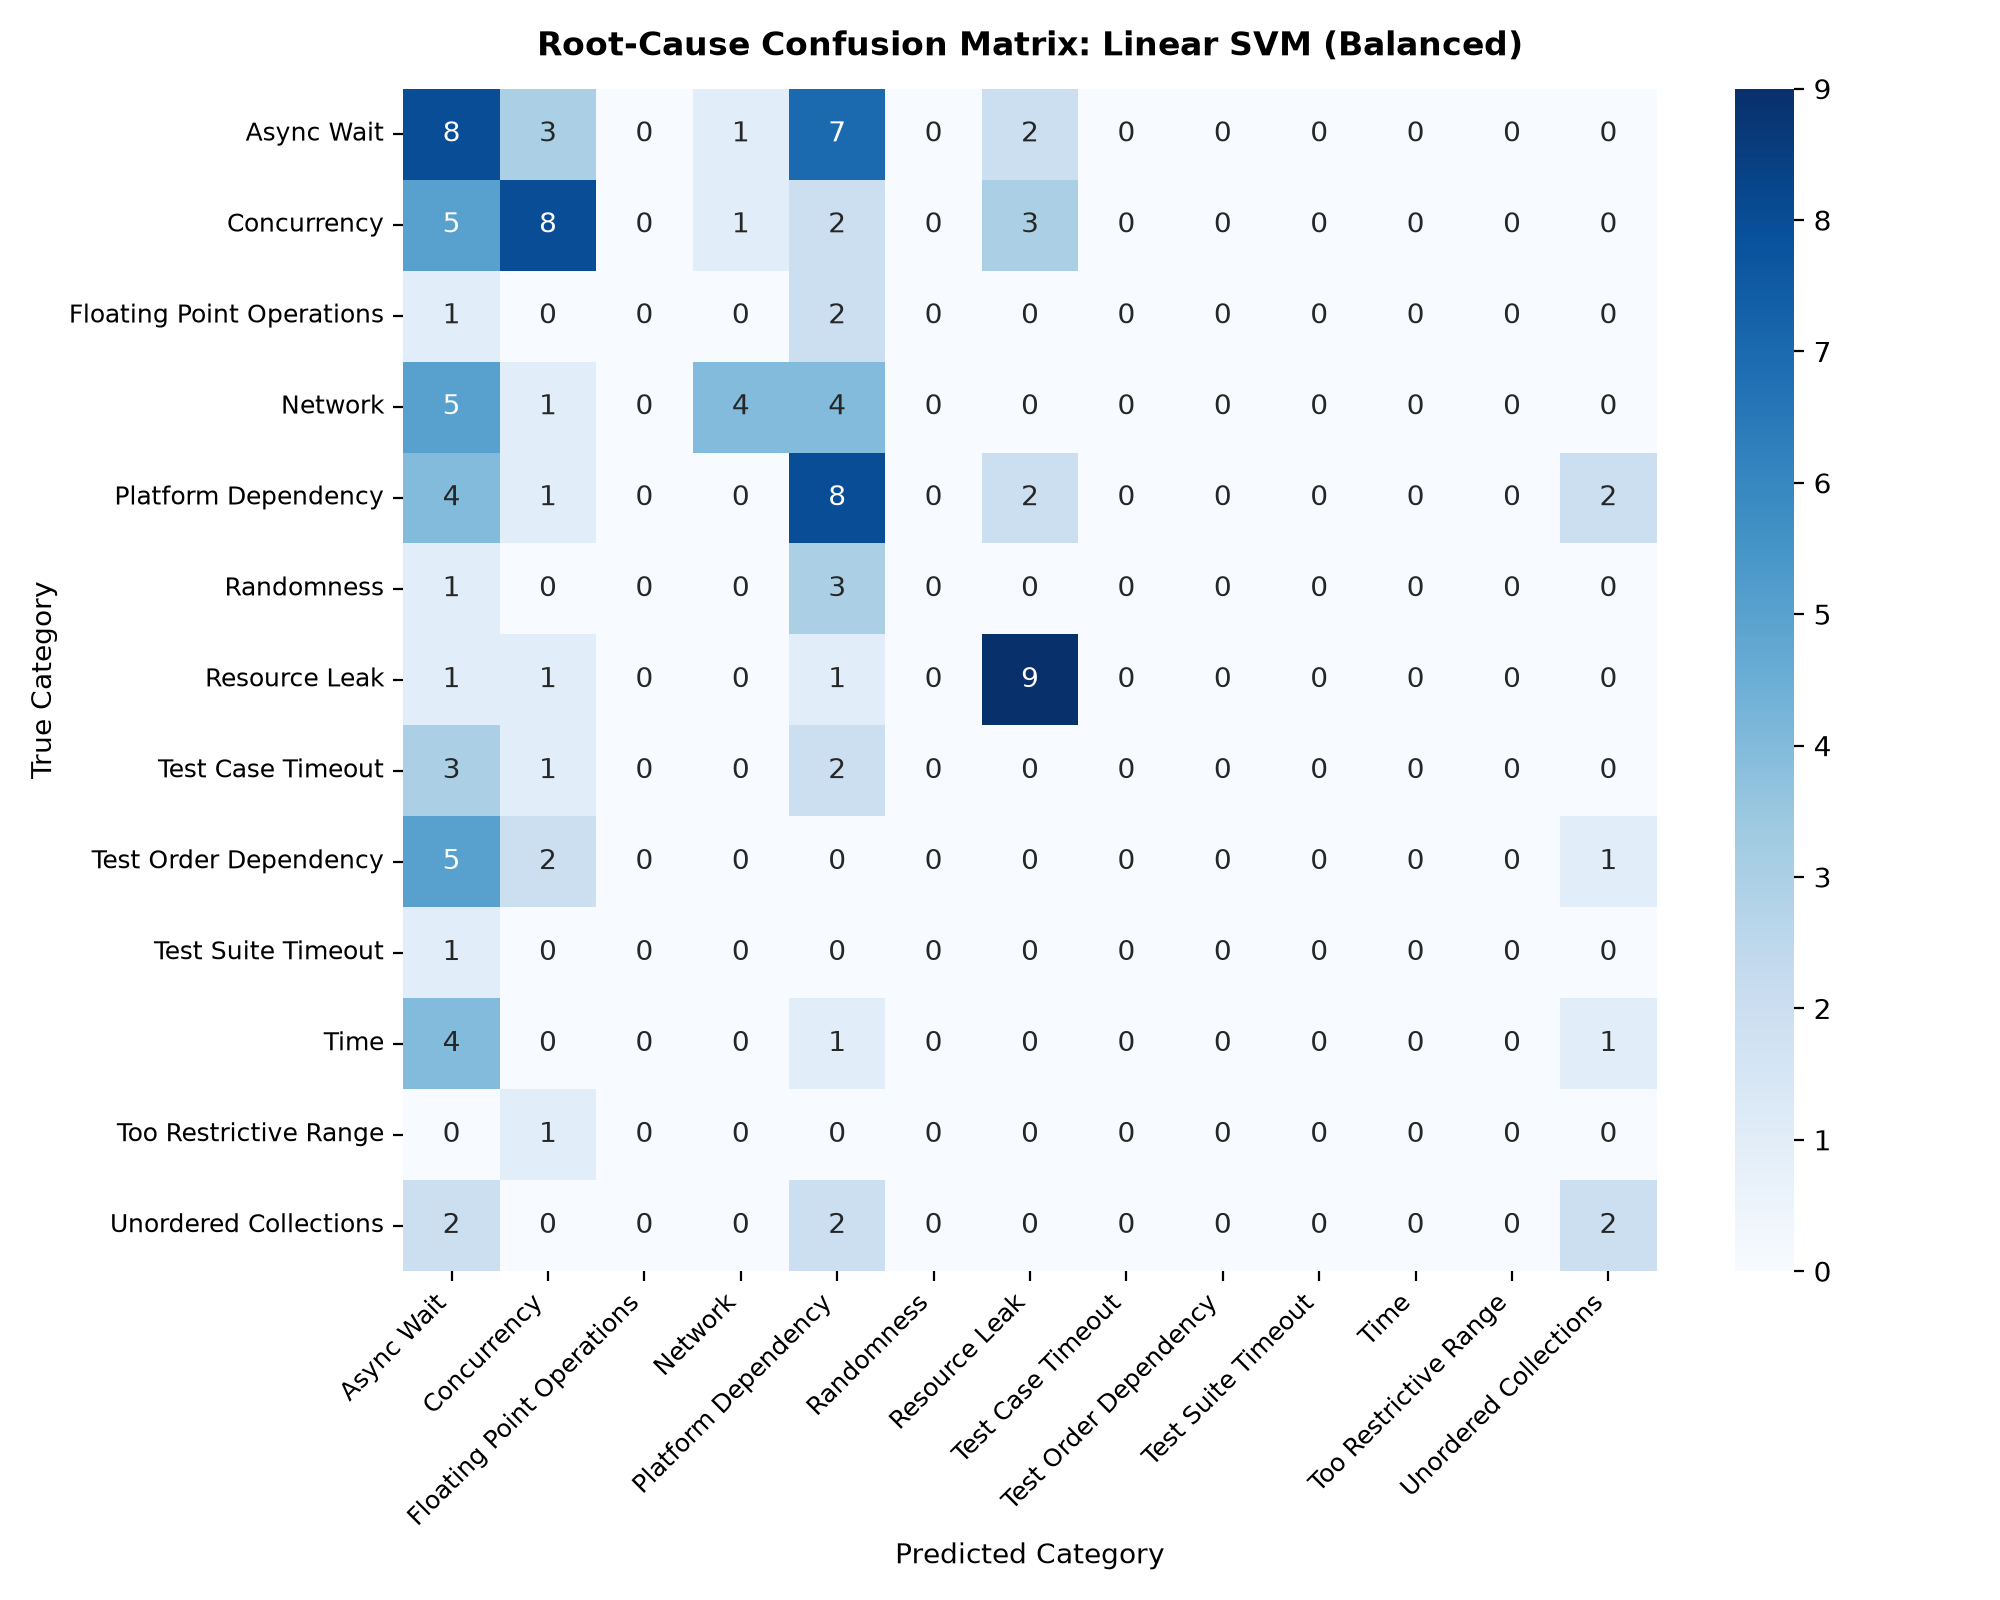 Root-Cause Confusion Matrix: Linear SVM (Balanced)
True Category
Async Wait 8 3 0 1 7 0 2 0 0 0 0 0 0
Concurrency 5 8 0 1 2 0 3 0 0 0 0 0 0
Floating Point Operations 1 0 0 0 2 0 0 0 0 0 0 0 0
Network 5 1 0 4 4 0 0 0 0 0 0 0 0
Platform Dependency 4 1 0 0 8 0 2 0 0 0 0 0 2
Randomness 1 0 0 0 3 0 0 0 0 0 0 0 0
Resource Leak 1 1 0 0 1 0 9 0 0 0 0 0 0
Test Case Timeout 3 1 0 0 2 0 0 0 0 0 0 0 0
Test Order Dependency 5 2 0 0 0 0 0 0 0 0 0 0 1
Test Suite Timeout 1 0 0 0 0 0 0 0 0 0 0 0 0
Time 4 0 0 0 1 0 0 0 0 0 0 0 1
Too Restrictive Range 0 1 0 0 0 0 0 0 0 0 0 0 0
Unordered Collections 2 0 0 0 2 0 0 0 0 0 0 0 2
Async Wait
Concurrency
Floating Point Operations
Network
Platform Dependency
Randomness
Resource Leak
Test Case Timeout
Test Order Dependency
Test Suite Timeout
Time
Too Restrictive Range
Unordered Collections
Predicted Category
9
8
7
6
5
4
3
2
1
0